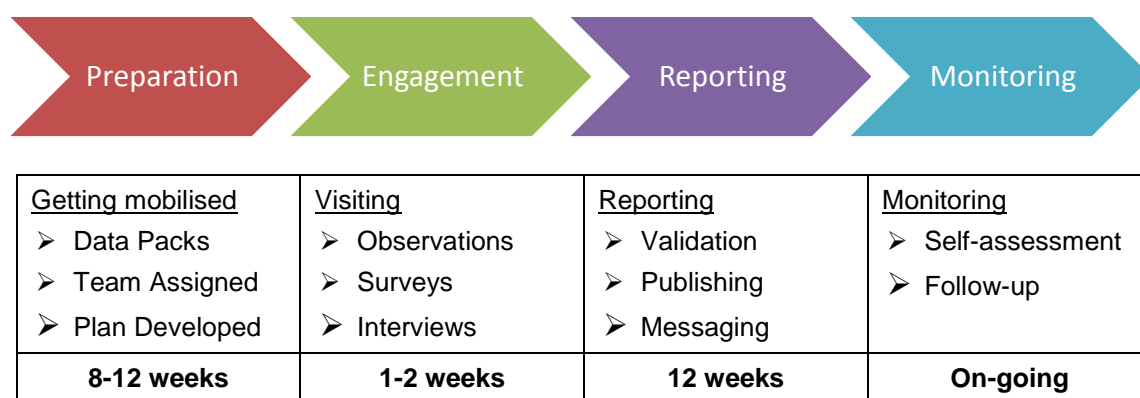 Preparation
Engagement
Reporting
Monitoring
Getting mobilised
➢ Data Packs
➢ Team Assigned
➢ Plan Developed
8-12 weeks
Visiting
➢ Observations
➢ Surveys
➢ Interviews
1-2 weeks
Reporting
➢ Validation
➢ Publishing
➢ Messaging
12 weeks
Monitoring
➢ Self-assessment
➢ Follow-up
On-going